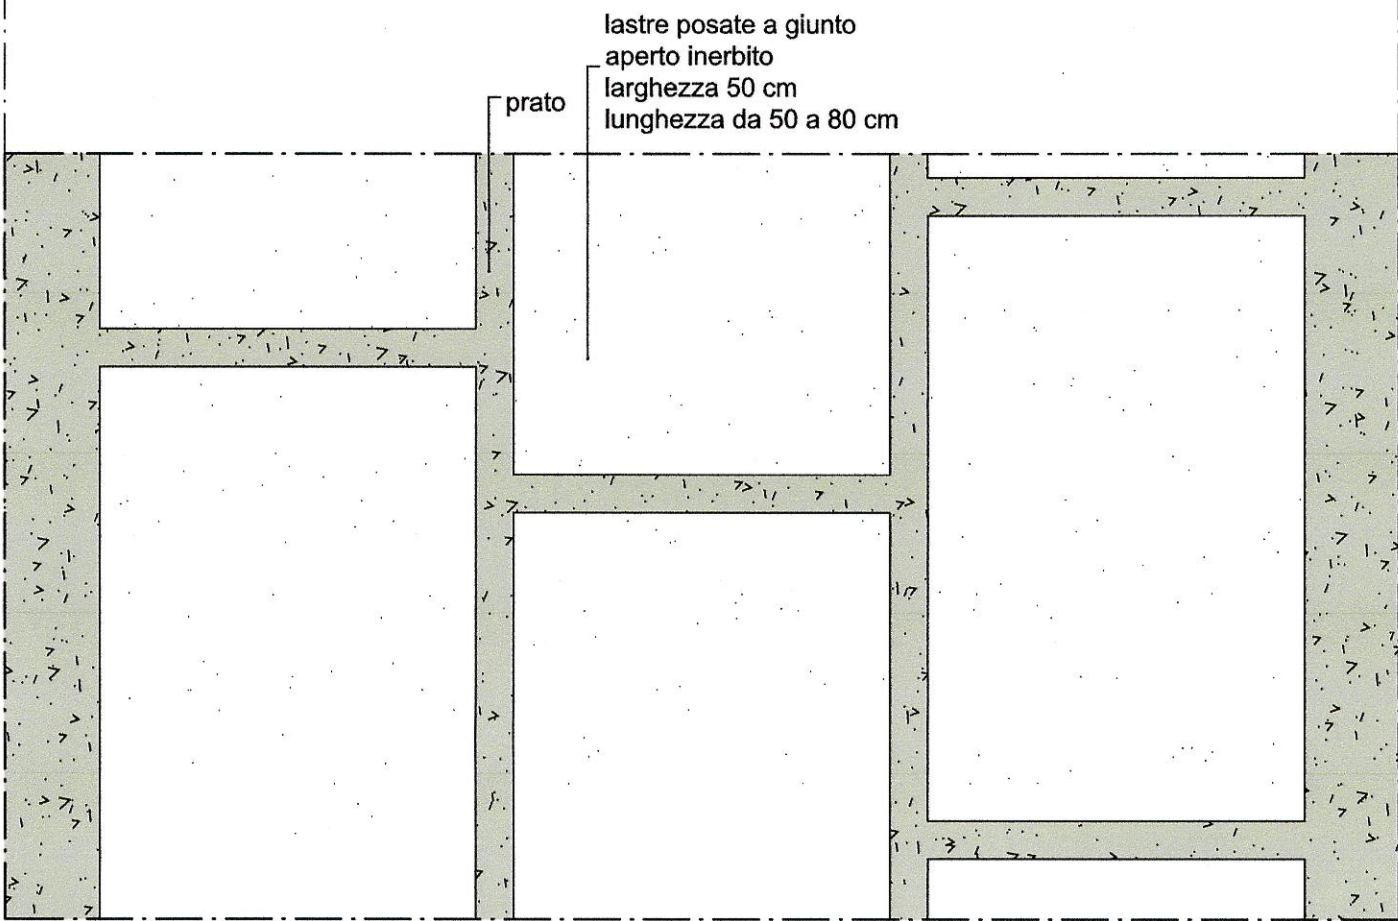 lastre posate a giunto
aperto inerbito
larghezza 50 cm
lunghezza da 50 a 80 cm
prato